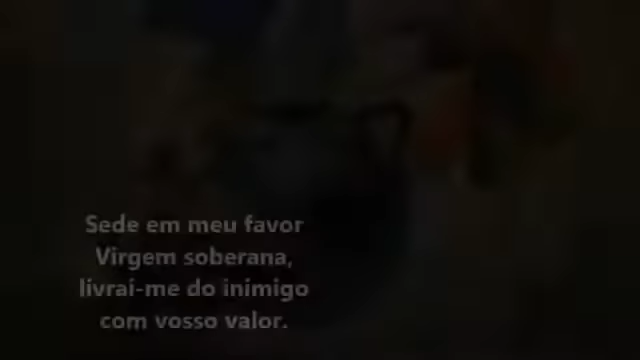 Sede em meu favor
Virgem soberana,
livrai-me do inimigo
com vosso valor.